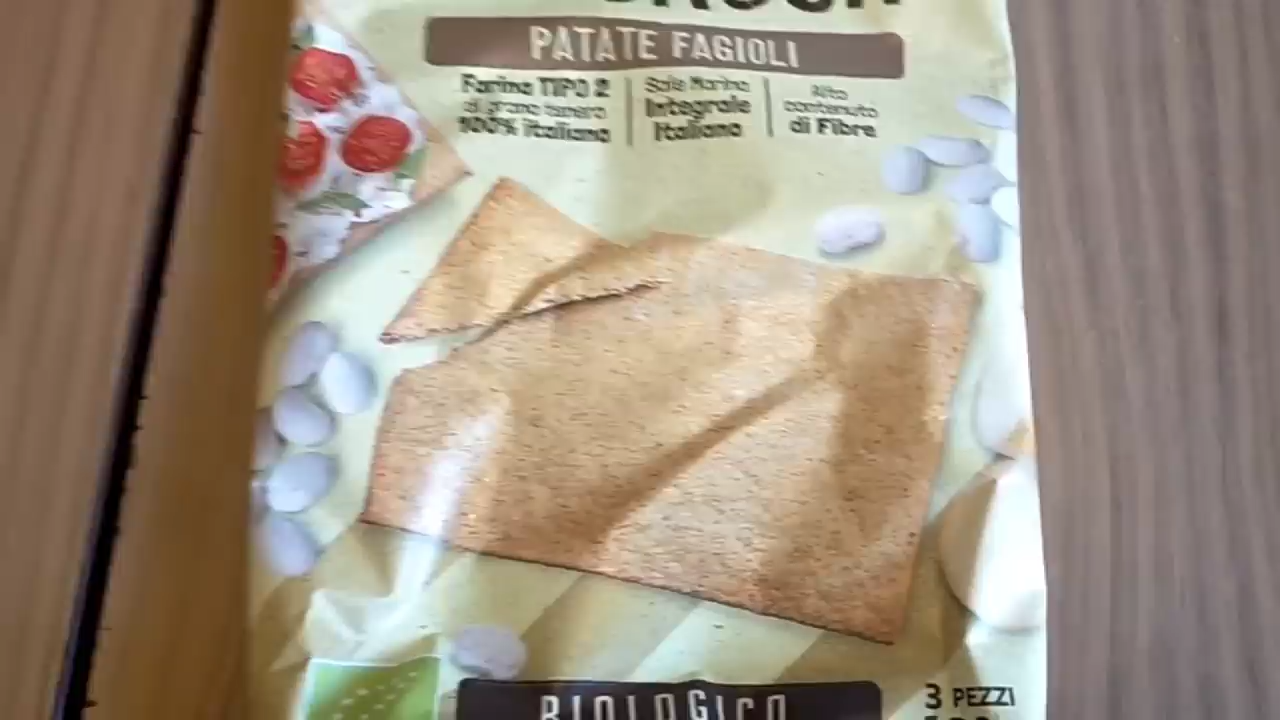 PATATE FAGIOLI
Farina TIPO 2
di grano tenero
100% italiano
Sale Marino
Integrale
Italiano
Alto
contenuto
di Fibre
BIOLOGICO
3 PEZZI